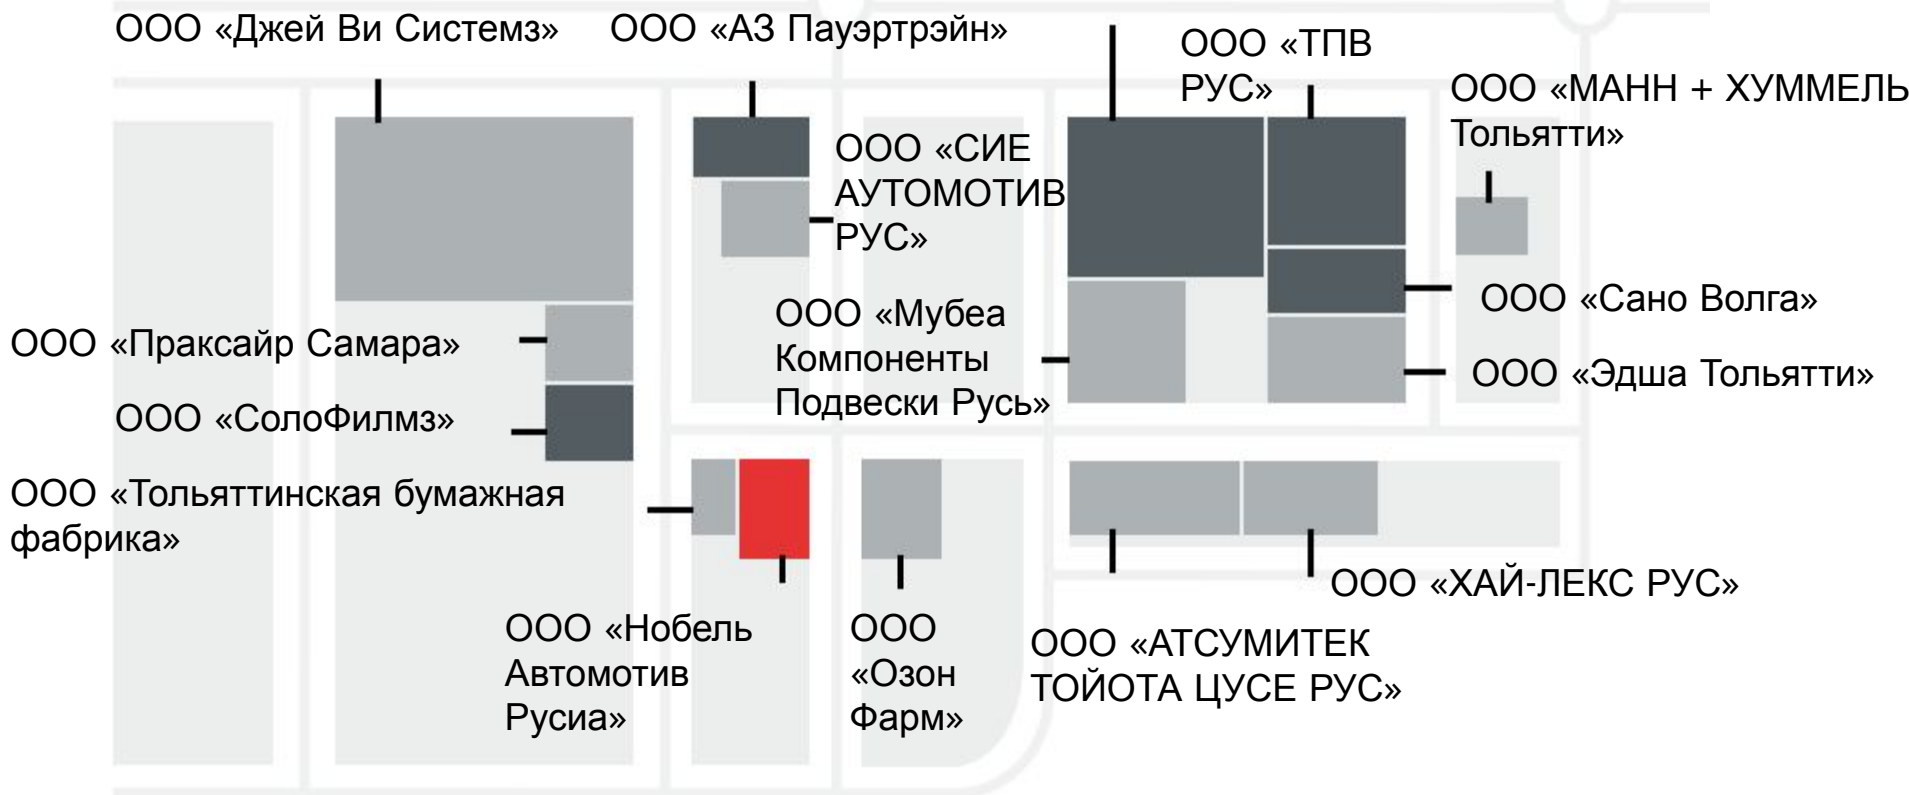 ООО «Джей Ви Системз»
ООО «АЗ Пауэртрэйн»
ООО «ТПВ
РУС»
ООО «МАНН + ХУММЕЛЬ
Тольятти»
ООО «СИЕ
АУТОМОТИВ
РУС»
ООО «Мубеа
Компоненты
Подвески Русь»
ООО «Сано Волга»
ООО «Эдша Тольятти»
ООО «Праксайр Самара»
ООО «СолоФилмз»
ООО «Тольяттинская бумажная
фабрика»
ООО «Нобель
Автомотив
Русиа»
ООО
«Озон
Фарм»
ООО «АТСУМИТЕК
ТОЙОТА ЦУСЕ РУС»
ООО «ХАЙ-ЛЕКС РУС»